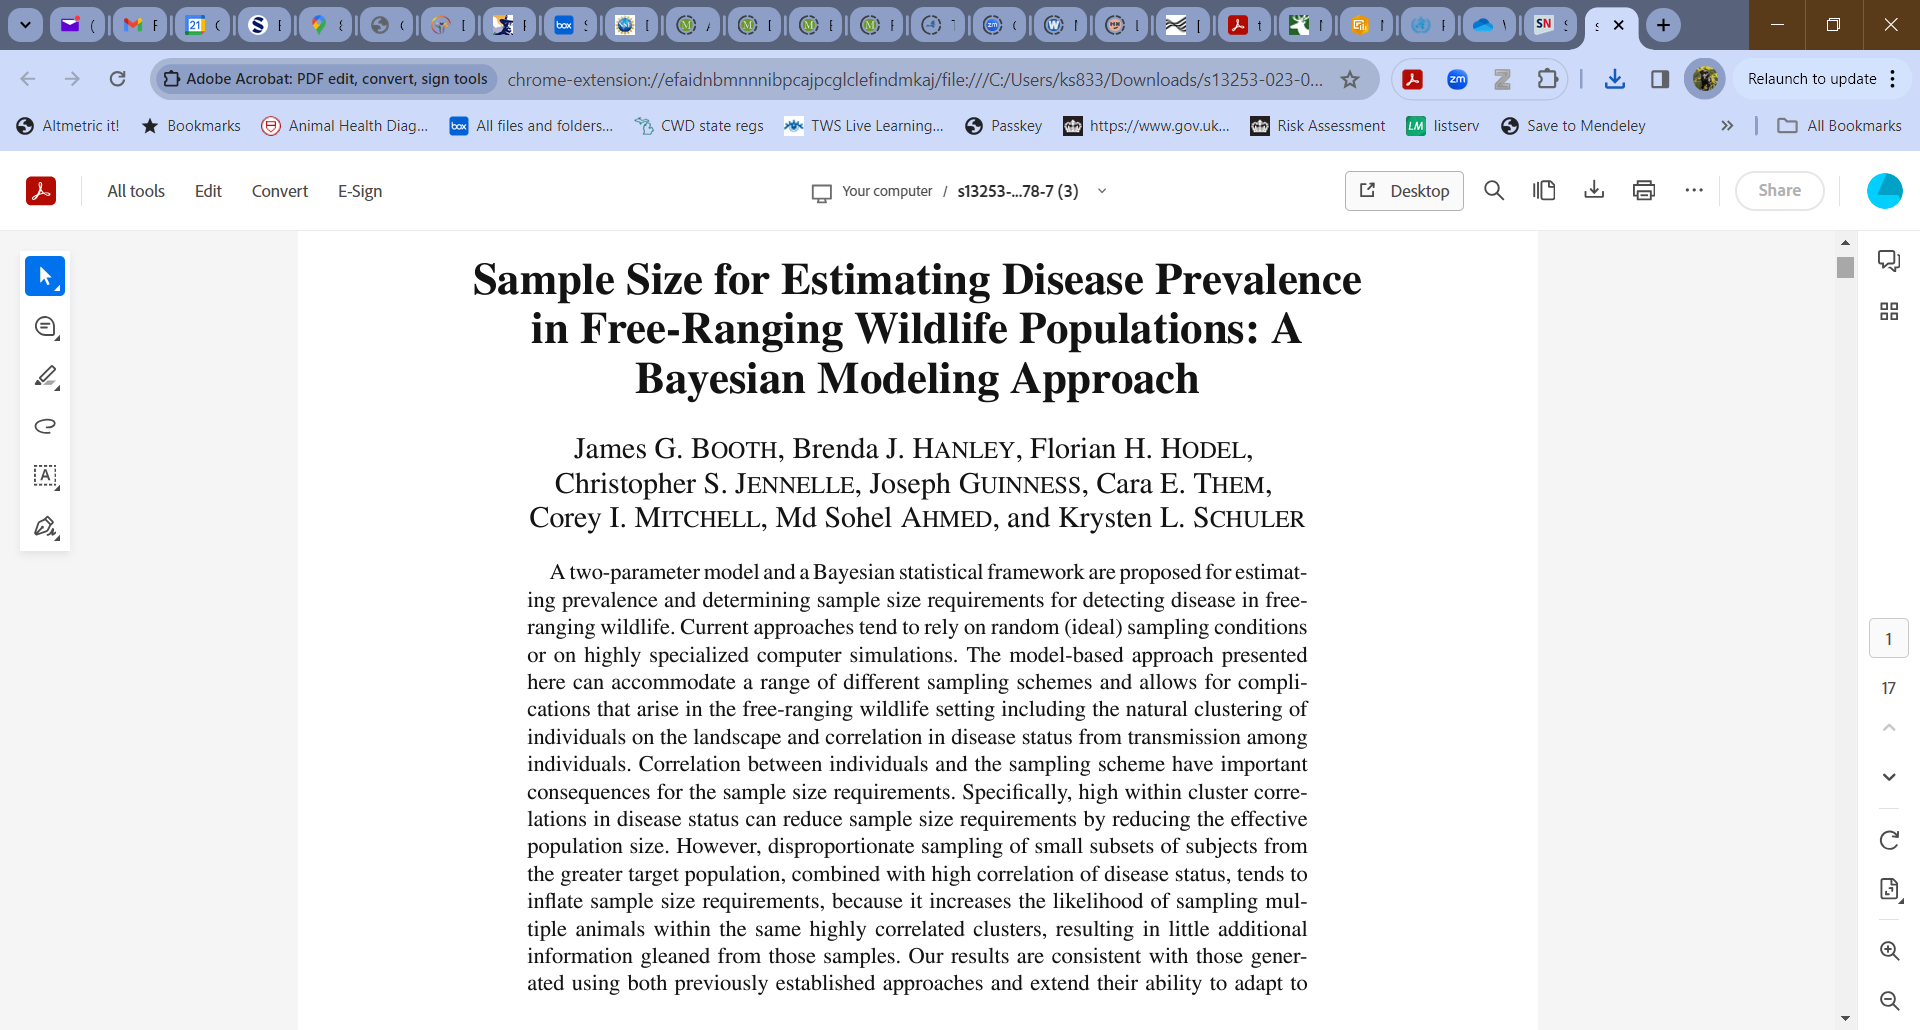 Adobe Acrobat: PDF edit, convert, sign tools
chrome-extension://efaidnbmnnnibpcajpcglclefindmkaj/file:///C:/Users/ks833/Downloads/s13253-023-0...
Relaunch to update
Altmetric it!
Bookmarks
Animal Health Diag...
box
All files and folders...
CWD state regs
TWS Live Learning...
Passkey
https://www.gov.uk...
Risk Assessment
LM
listserv
Save to Mendeley
All Bookmarks
All tools
Edit
Convert
E-Sign
Your computer / s13253-...78-7 (3)
Desktop
Share
Sample Size for Estimating Disease Prevalence
in Free-Ranging Wildlife Populations: A
Bayesian Modeling Approach
James G. BOOTH, Brenda J. HANLEY, Florian H. HODEL,
Christopher S. JENNELLE, Joseph GUINNESS, Cara E. THEM,
Corey I. MITCHELL, Md Sohel AHMED, and Krysten L. SCHULER
A two-parameter model and a Bayesian statistical framework are proposed for estimat-
ing prevalence and determining sample size requirements for detecting disease in free-
ranging wildlife. Current approaches tend to rely on random (ideal) sampling conditions
or on highly specialized computer simulations. The model-based approach presented
here can accommodate a range of different sampling schemes and allows for compli-
cations that arise in the free-ranging wildlife setting including the natural clustering of
individuals on the landscape and correlation in disease status from transmission among
individuals. Correlation between individuals and the sampling scheme have important
consequences for the sample size requirements. Specifically, high within cluster corre-
lations in disease status can reduce sample size requirements by reducing the effective
population size. However, disproportionate sampling of small subsets of subjects from
the greater target population, combined with high correlation of disease status, tends to
inflate sample size requirements, because it increases the likelihood of sampling mul-
tiple animals within the same highly correlated clusters, resulting in little additional
information gleaned from those samples. Our results are consistent with those gener-
ated using both previously established approaches and extend their ability to adapt to
1
17